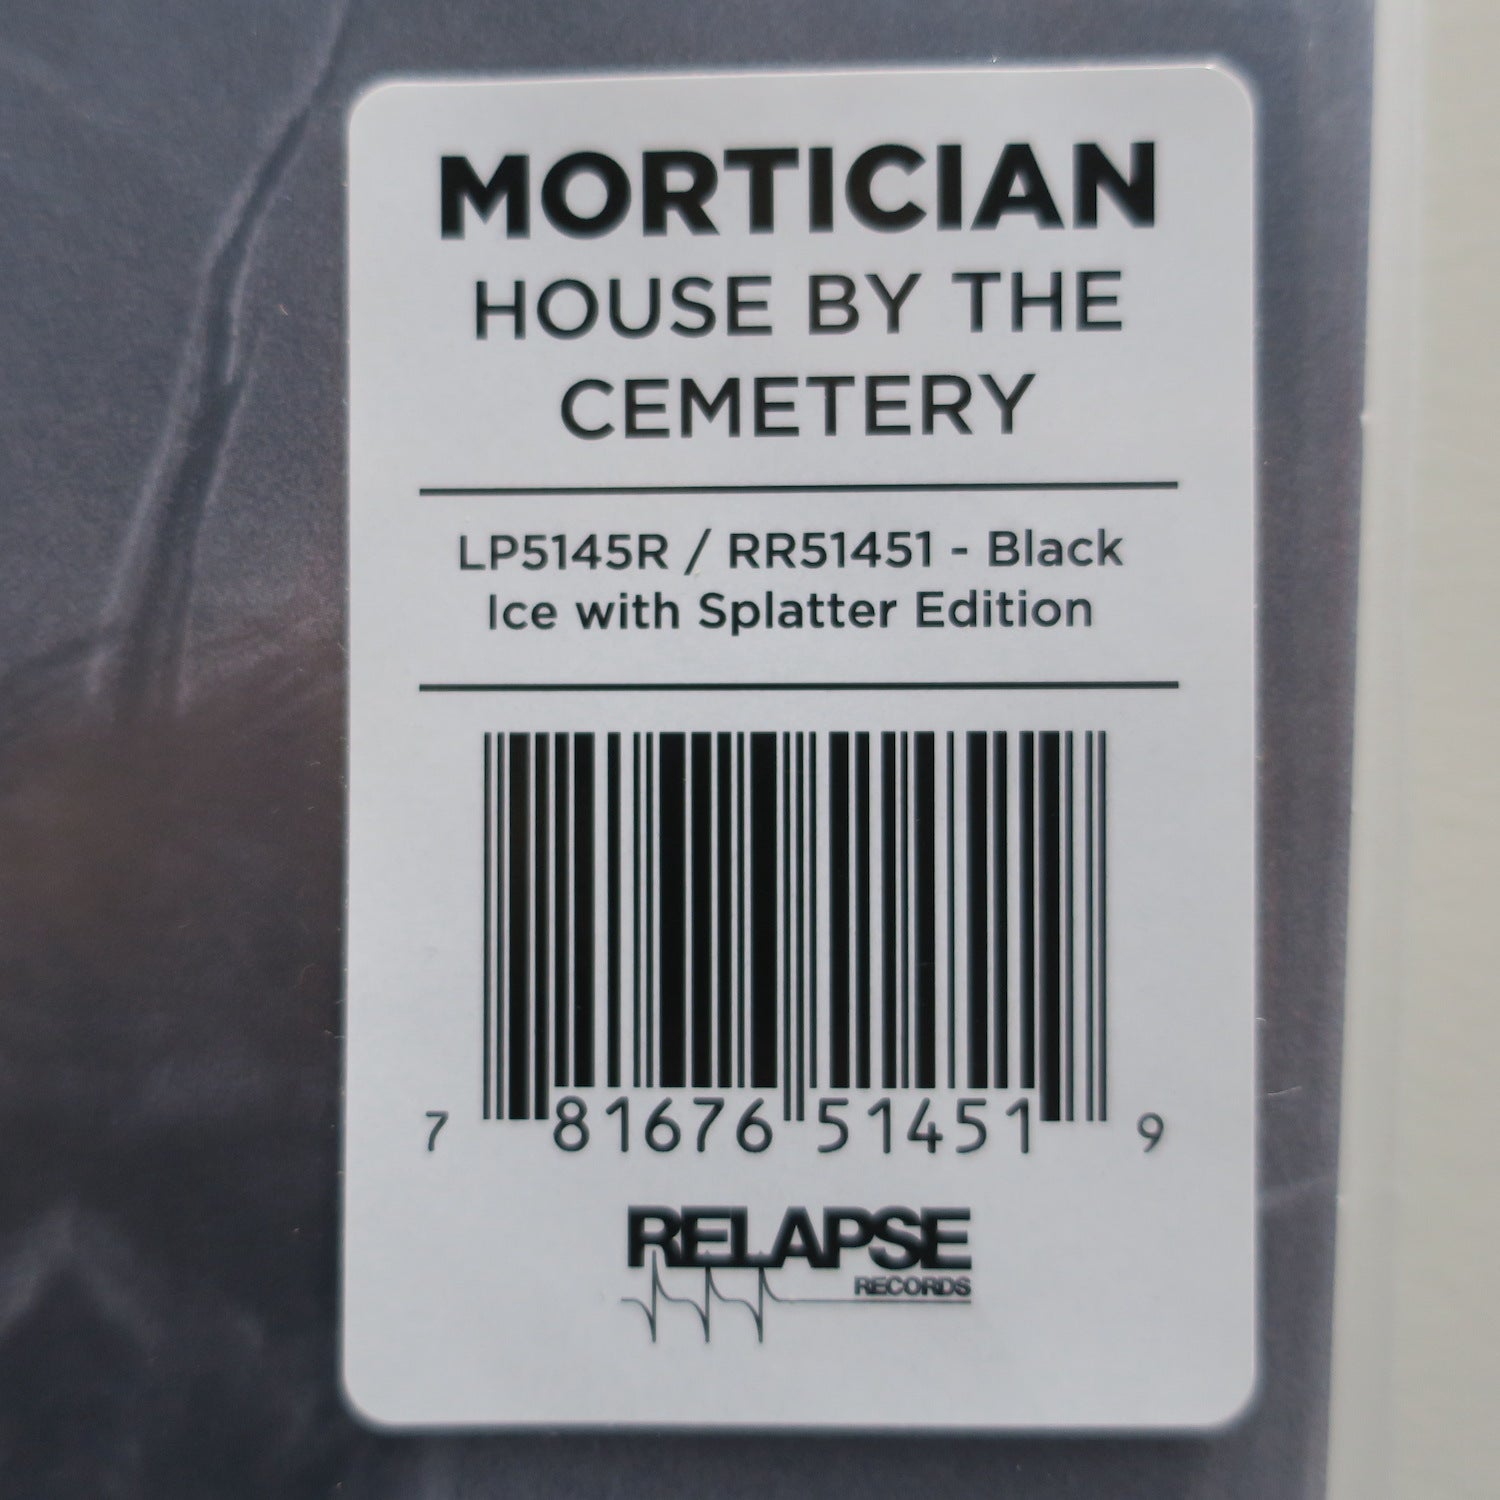 MORTICIAN
HOUSE BY THE
CEMETERY
LP5145R / RR51451 - Black
Ice with Splatter Edition
7 81676 51451 9
RELAPSE
RECORDS